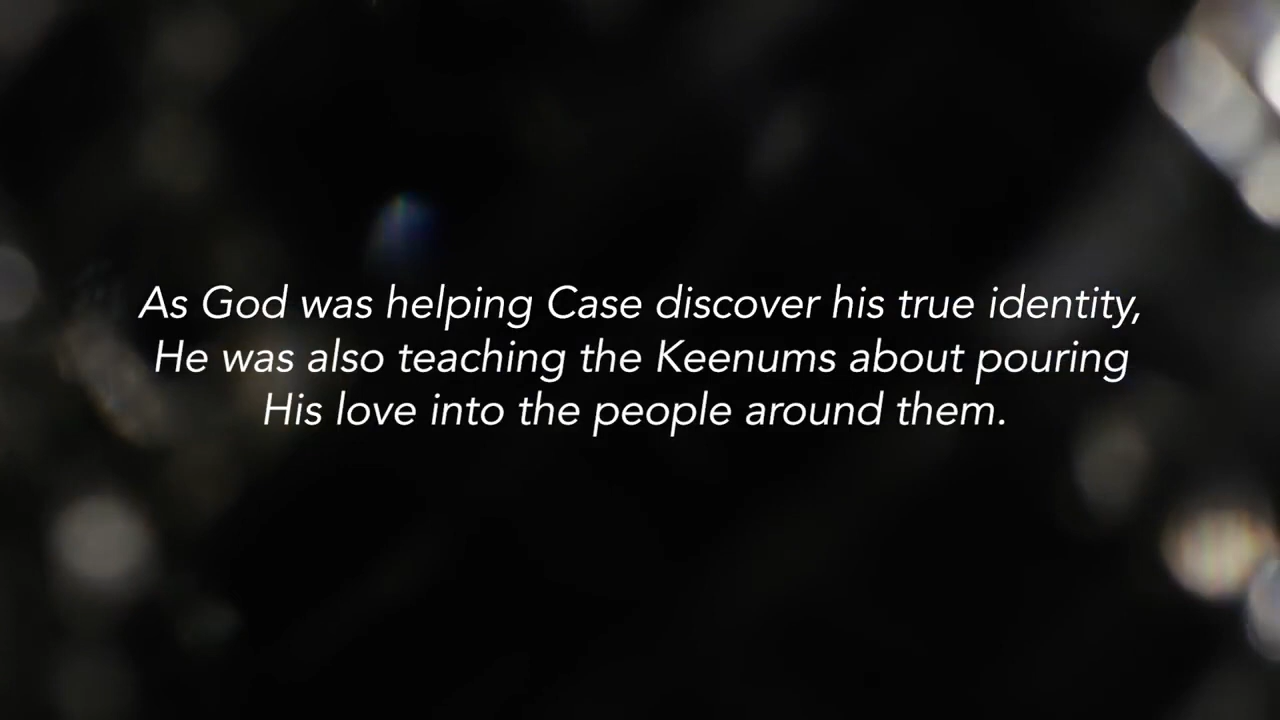 As God was helping Case discover his true identity,
He was also teaching the Keenums about pouring
His love into the people around them.